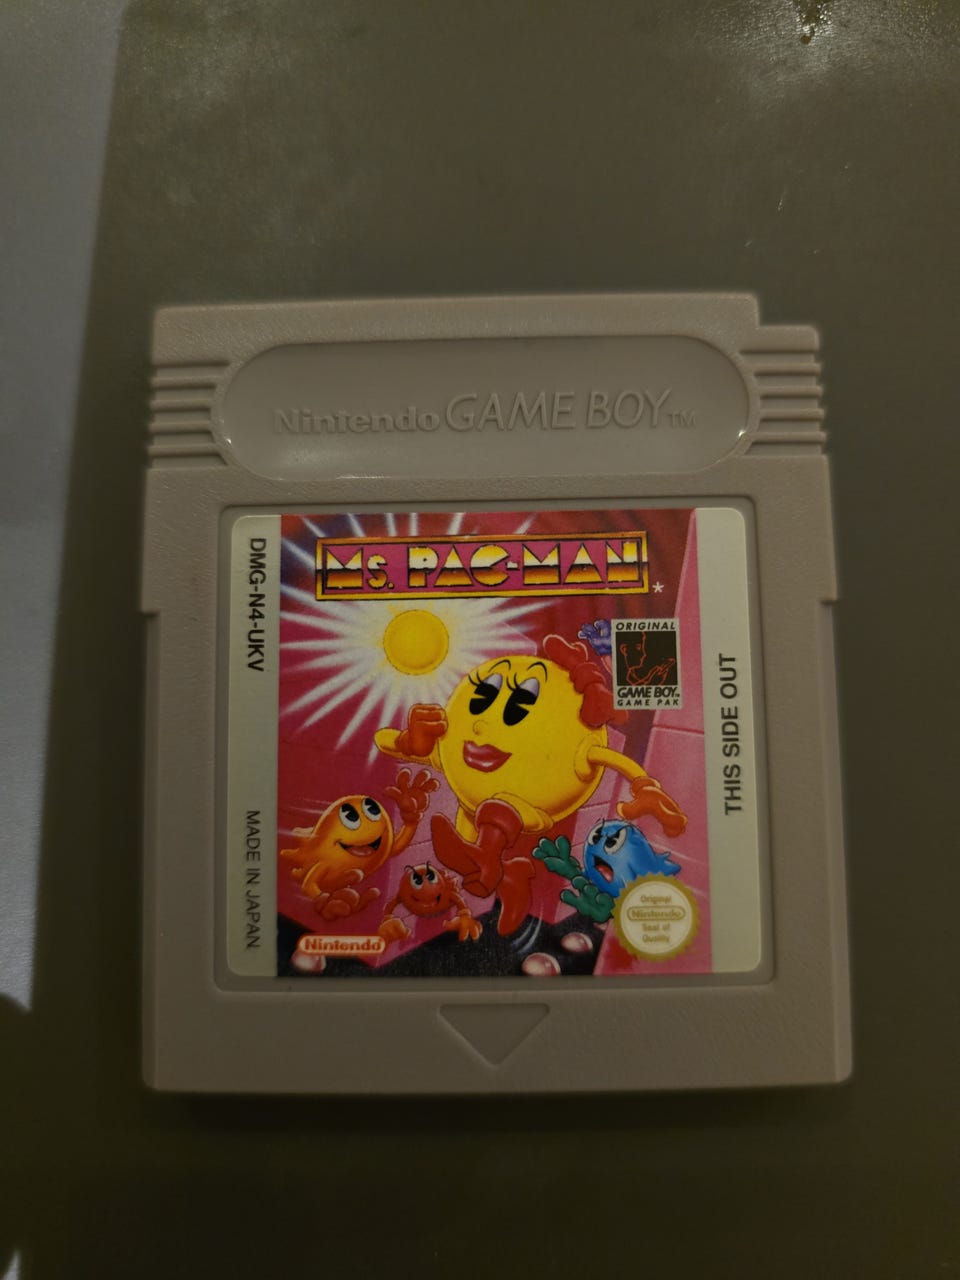 Nintendo GAME BOY TM
DMG-N4-UKV
MADE IN JAPAN
MS. PAC-MAN
*
ORIGINAL
GAME BOY™
GAME PAK
THIS SIDE OUT
Nintendo
Original
Nintendo
Seal of
Quality